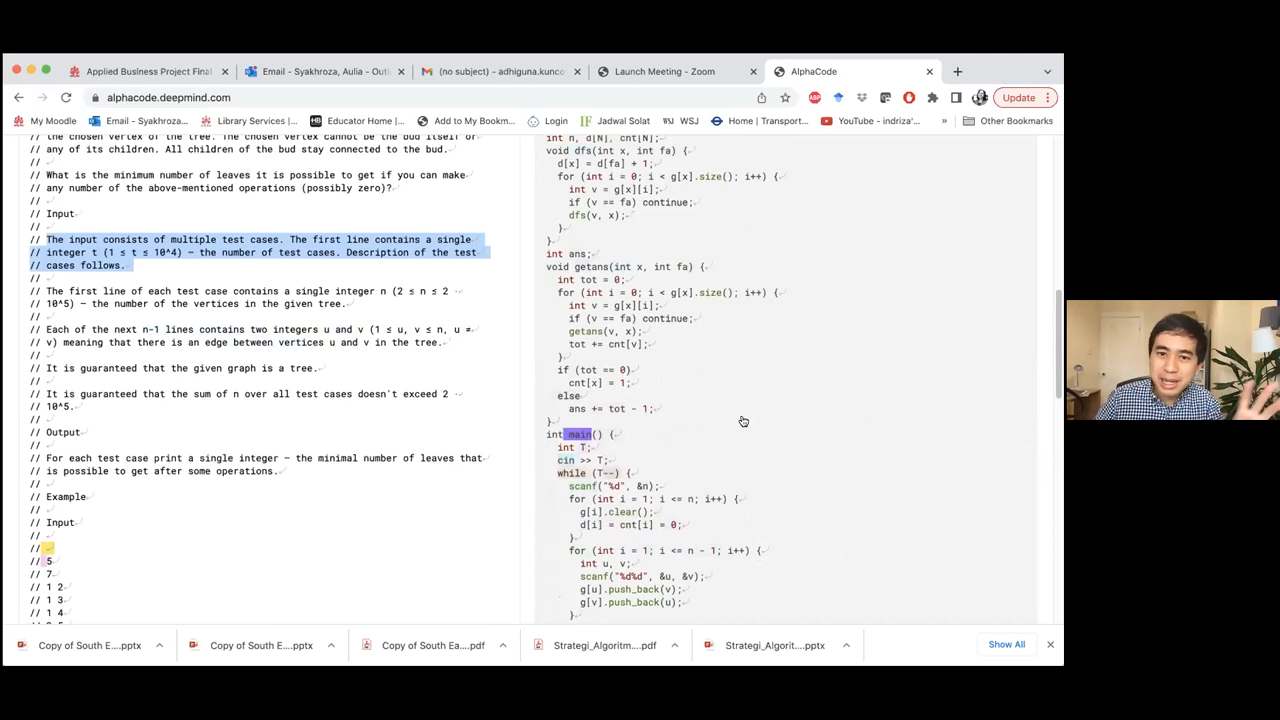 Applied Business Project Final
Email - Syakhroza, Aulia - Outl
(no subject) - adhiguna.kunco
Launch Meeting - Zoom
AlphaCode
alphacode.deepmind.com
ABP
Update
My Moodle
Email - Syakhroza...
Library Services |...
HB Educator Home |...
Add to My Bookm...
Login
IF Jadwal Solat
WSJ WSJ
Home | Transport...
YouTube - indriza'...
»
Other Bookmarks
// the chosen vertex of the tree. The chosen vertex cannot be the bud itself or
// any of its children. All children of the bud stay connected to the bud.
//
// What is the minimum number of leaves it is possible to get if you can make
// any number of the above-mentioned operations (possibly zero)?
//
// Input
//
// The input consists of multiple test cases. The first line contains a single
// integer t (1 ≤ t ≤ 10^4) — the number of test cases. Description of the test
// cases follows.
//
// The first line of each test case contains a single integer n (2 ≤ n ≤ 2 ·
// 10^5) — the number of the vertices in the given tree.
//
// Each of the next n-1 lines contains two integers u and v (1 ≤ u, v ≤ n, u ≠
// v) meaning that there is an edge between vertices u and v in the tree.
//
// It is guaranteed that the given graph is a tree.
//
// It is guaranteed that the sum of n over all test cases doesn't exceed 2 ·
// 10^5.
//
// Output
//
// For each test case print a single integer — the minimal number of leaves that
// is possible to get after some operations.
//
// Example
//
// Input
//
//
// 5
// 7
// 1 2
// 1 3
// 1 4
int n, d[N], cnt[N];
void dfs(int x, int fa) {
d[x] = d[fa] + 1;
for (int i = 0; i < g[x].size(); i++) {
int v = g[x][i];
if (v == fa) continue;
dfs(v, x);
}
}
int ans;
void getans(int x, int fa) {
int tot = 0;
for (int i = 0; i < g[x].size(); i++) {
int v = g[x][i];
if (v == fa) continue;
getans(v, x);
tot += cnt[v];
}
if (tot == 0)
cnt[x] = 1;
else
ans += tot - 1;
}
int main() {
int T;
cin >> T;
while (T--) {
scanf("%d", &n);
for (int i = 1; i <= n; i++) {
g[i].clear();
d[i] = cnt[i] = 0;
}
for (int i = 1; i <= n - 1; i++) {
int u, v;
scanf("%d%d", &u, &v);
g[u].push_back(v);
g[v].push_back(u);
}
Copy of South E....pptx
Copy of South E....pptx
Copy of South Ea....pdf
Strategi_Algoritm....pdf
Strategi_Algorit....pptx
Show All